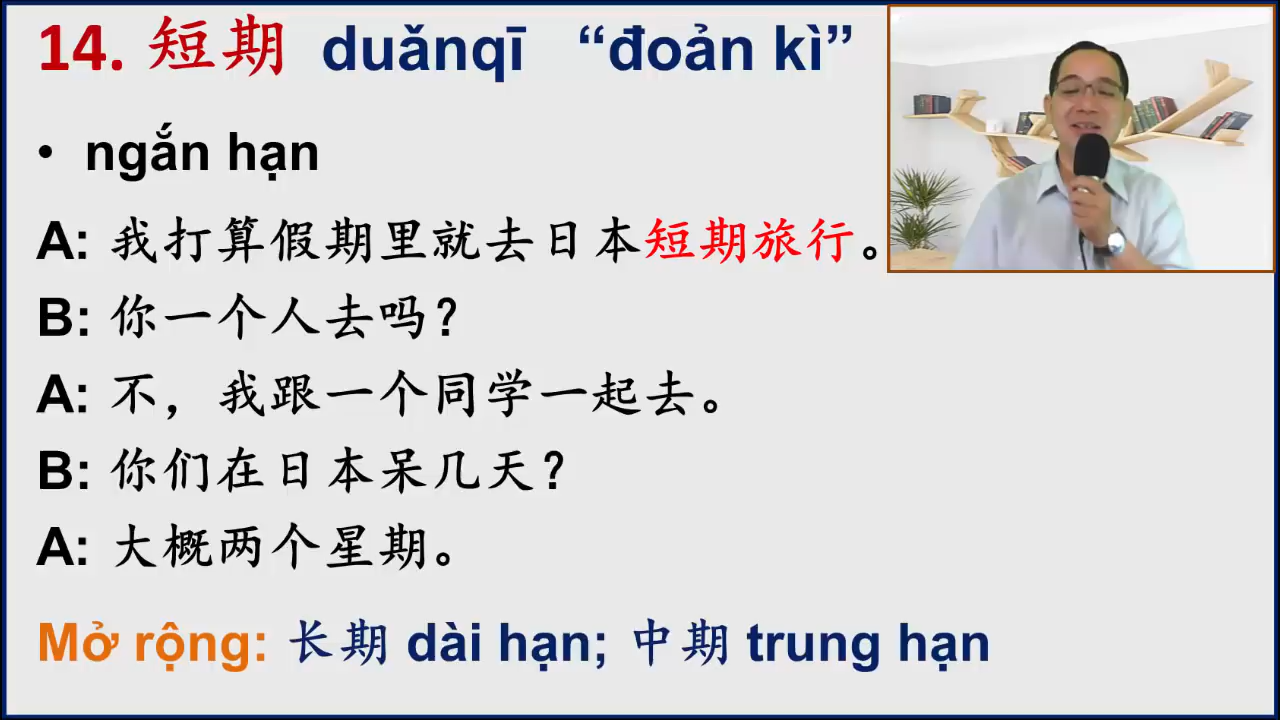 14. 短期 duǎnqī “đoản kì”
• ngắn hạn
A: 我打算假期里就去日本短期旅行。
B: 你一个人去吗？
A: 不，我跟一个同学一起去。
B: 你们在日本呆几天？
A: 大概两个星期。
Mở rộng: 长期 dài hạn; 中期 trung hạn